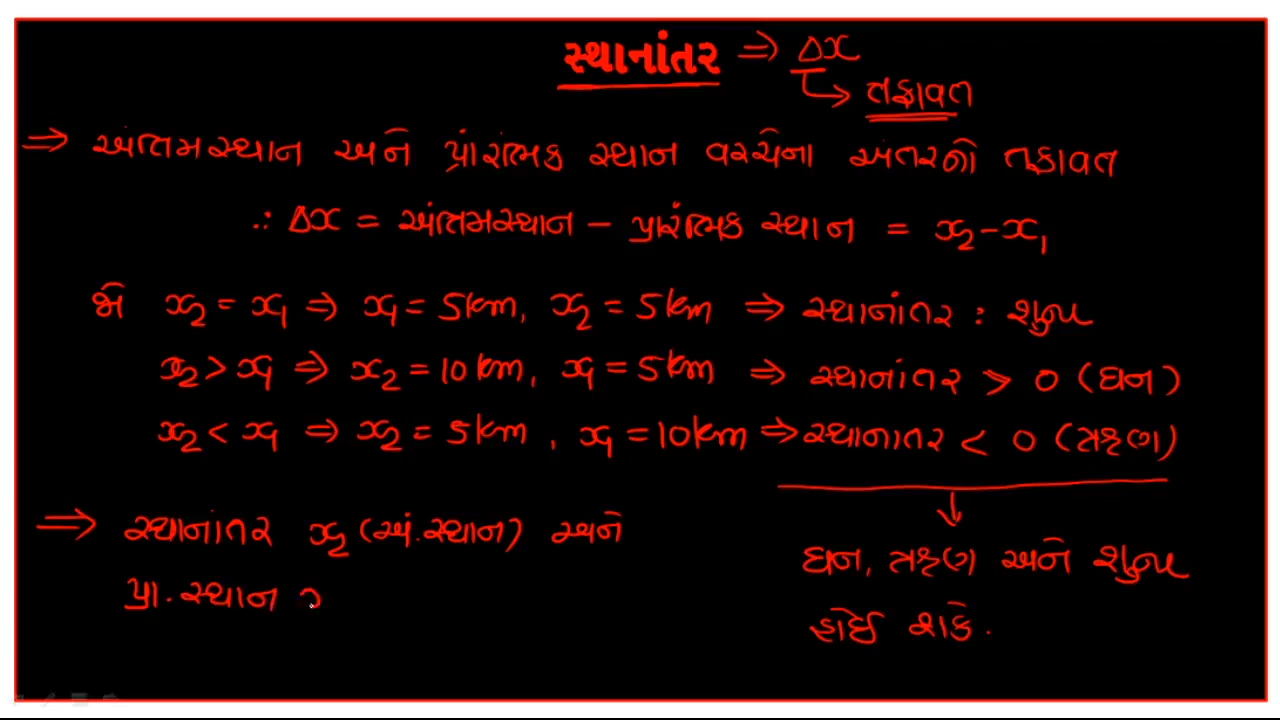 સ્થાનાંતર ⇒ Δx
તફાવત
⇒ અંતિમસ્થાન અને પ્રારંભિક સ્થાન વચ્ચેના અંતરનો તફાવત
∴ Δx = અંતિમસ્થાન – પ્રારંભિક સ્થાન = x₂ – x₁
જો x₂ = x₁ ⇒ x₁ = 5km, x₂ = 5km ⇒ સ્થાનાંતર : શૂન્ય
x₂ > x₁ ⇒ x₂ = 10km, x₁ = 5km ⇒ સ્થાનાંતર > 0 (ધન)
x₂ < x₁ ⇒ x₂ = 5km, x₁ = 10km ⇒ સ્થાનાતર < 0 (ઋણ)
ધન, ઋણ અને શૂન્ય
હોઈ શકે.
⇒ સ્થાનાંતર x₂ (અં.સ્થાન) અને
પ્રા. સ્થાન